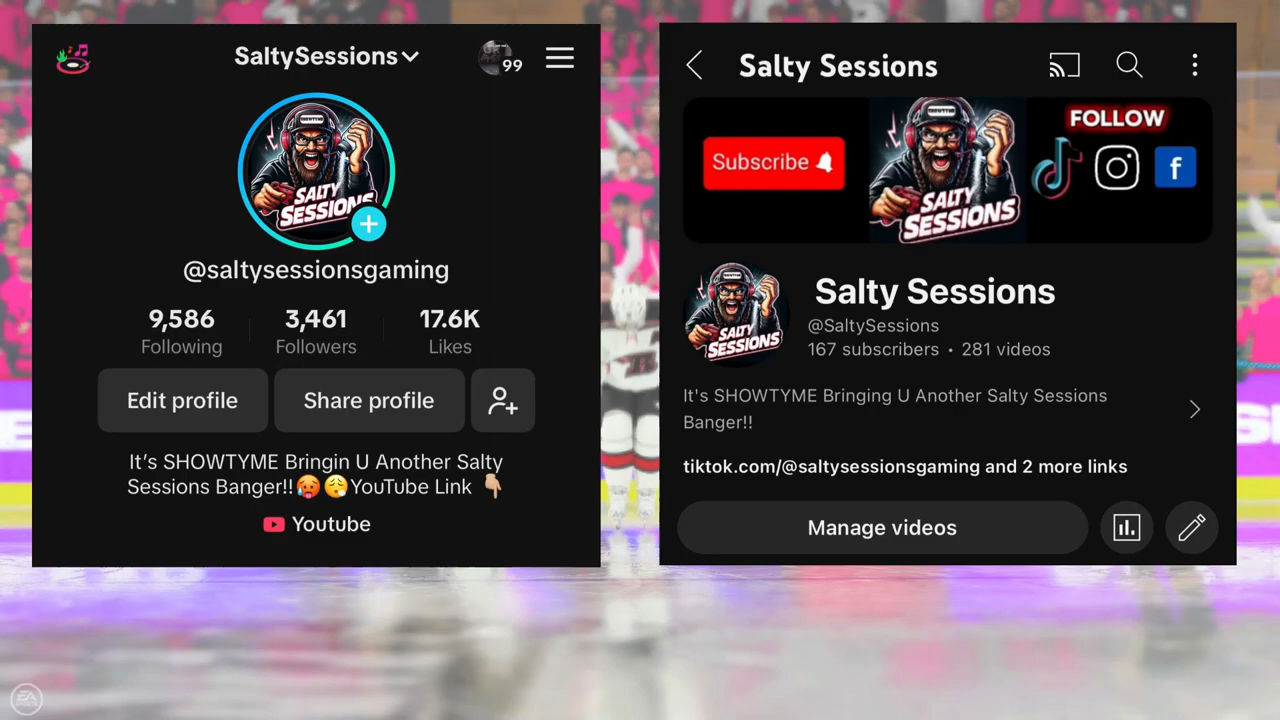 SaltySessions
99
SALTY
SESSIONS
@saltysessionsgaming
9,586
Following
3,461
Followers
17.6K
Likes
Edit profile
Share profile
It’s SHOWTYME Bringin U Another Salty
Sessions Banger!!🥵😮‍💨YouTube Link 👇🏼
Youtube
Salty Sessions
Subscribe
SHOWTYME
SALTY
SESSIONS
FOLLOW
f
SALTY
SESSIONS
Salty Sessions
@SaltySessions
167 subscribers • 281 videos
It's SHOWTYME Bringing U Another Salty Sessions
Banger!!
tiktok.com/@saltysessionsgaming and 2 more links
Manage videos
EA